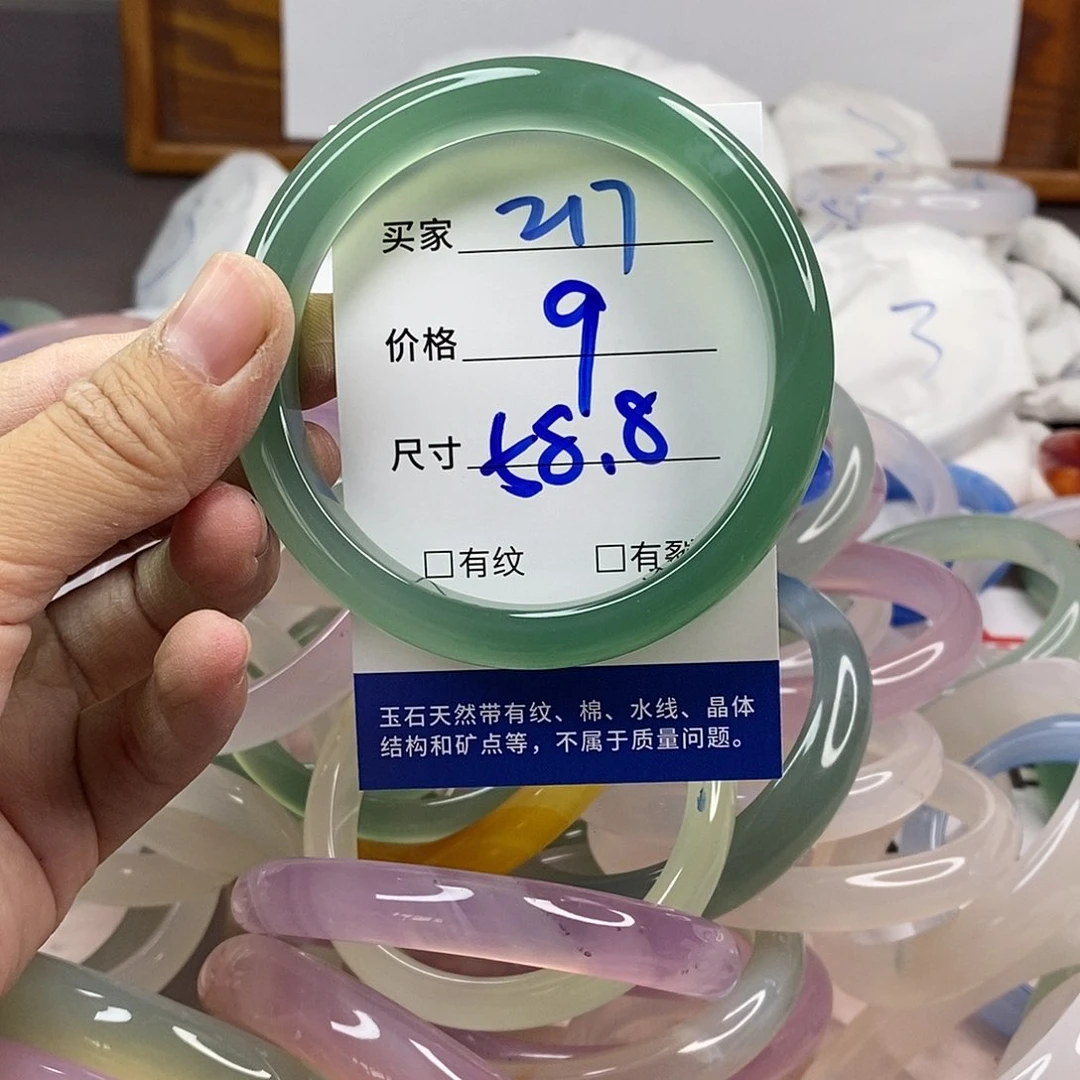 买家 217
价格 9
尺寸 58.8
□有纹 □有裂
玉石天然带有纹、棉、水线、晶体
结构和矿点等，不属于质量问题。
3